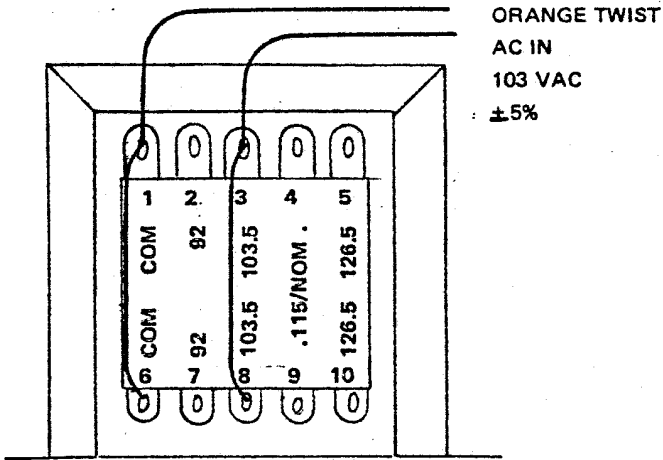 ORANGE TWIST
AC IN
103 VAC
±5%
1 2. 3 4 5
COM 92 103.5 .115/NOM. 126.5
COM 92 103.5 126.5
6 7 8 9 10